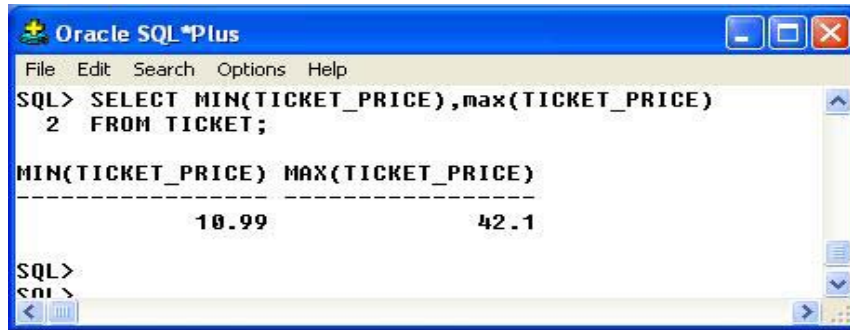 Oracle SQL*Plus
File Edit Search Options Help
SQL> SELECT MIN(TICKET_PRICE),max(TICKET_PRICE)
2 FROM TICKET;
MIN(TICKET_PRICE) MAX(TICKET_PRICE)
----------------- -----------------
10.99 42.1
SQL>
SQL>